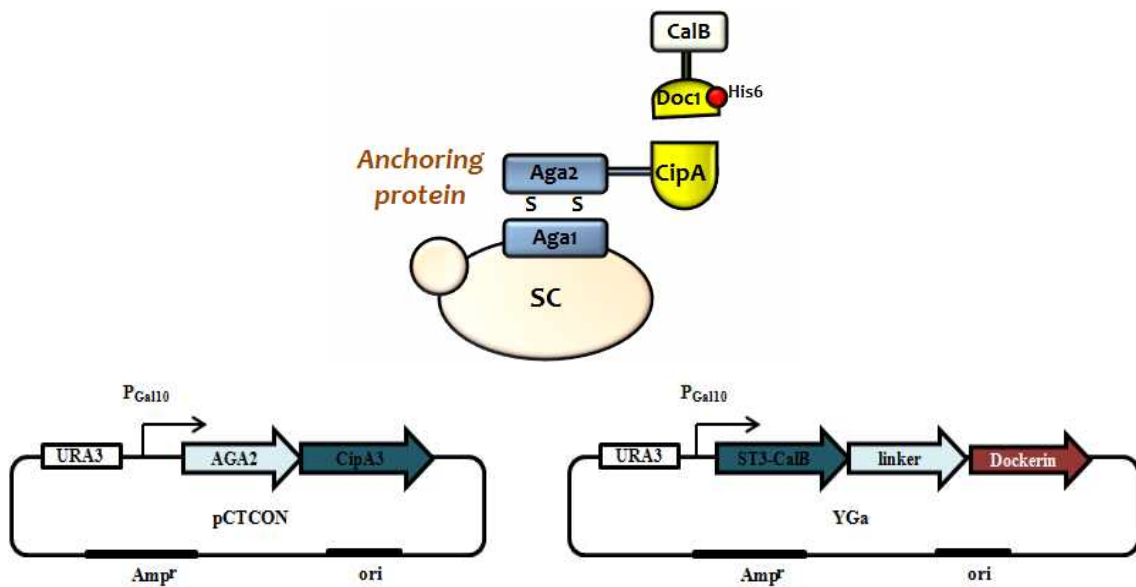 CalB
Doc1
His6
Anchoring
protein
Aga2
CipA
S S
Aga1
SC
PGal10
URA3
AGA2
CipA3
pCTCON
Ampr
ori
PGal10
URA3
ST3-CalB
linker
Dockerin
YGa
Ampr
ori